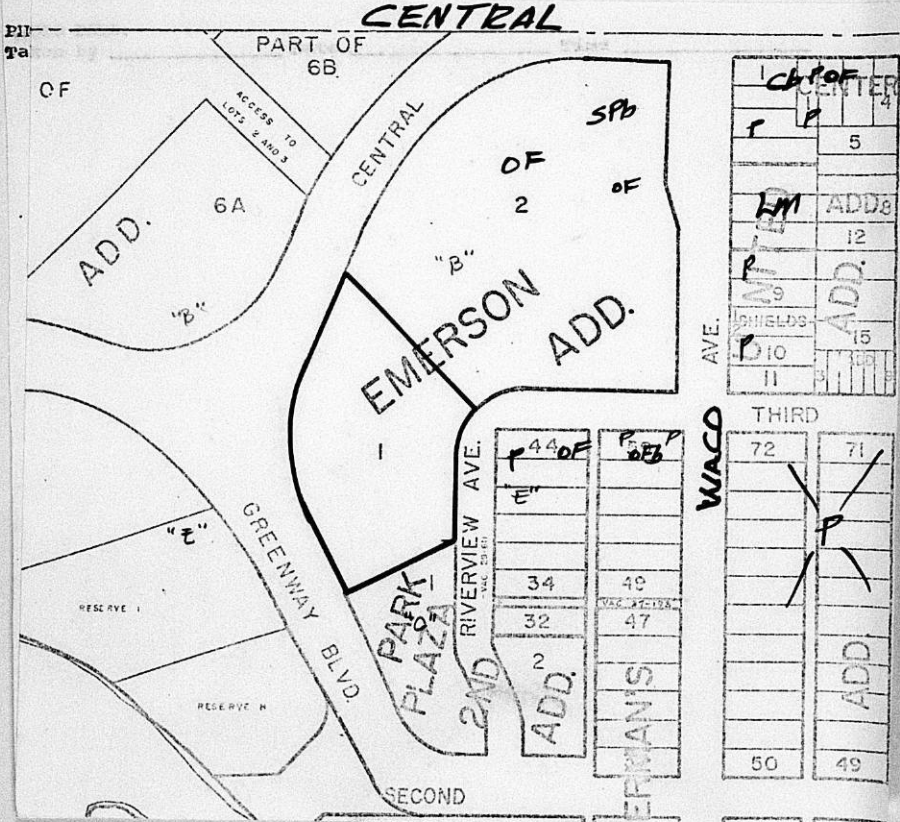 CENTRAL
PART OF
6B
OF
ACCESS TO
LOTS 2 AND 3
CENTRAL
6A
ADD.
"B"
SPb
OF
OF
2
"B"
EMERSON
ADD.
1
1
Cb P OF
CENTER
4
P
P
5
LM
ADD.
8
12
P
9
SHIELDS
15
P
10
11
ADD.
AVE.
WACO
THIRD
44
OF
P
P
P
OFb
72
71
"E"
P
RIVERVIEW AVE.
GREENWAY BLVD.
"E"
RESERVE I
RESERVE H
PARK
PLAZA
2ND
34
32
2
ADD.
49
47
ERMAN'S
50
49
ADD.
SECOND